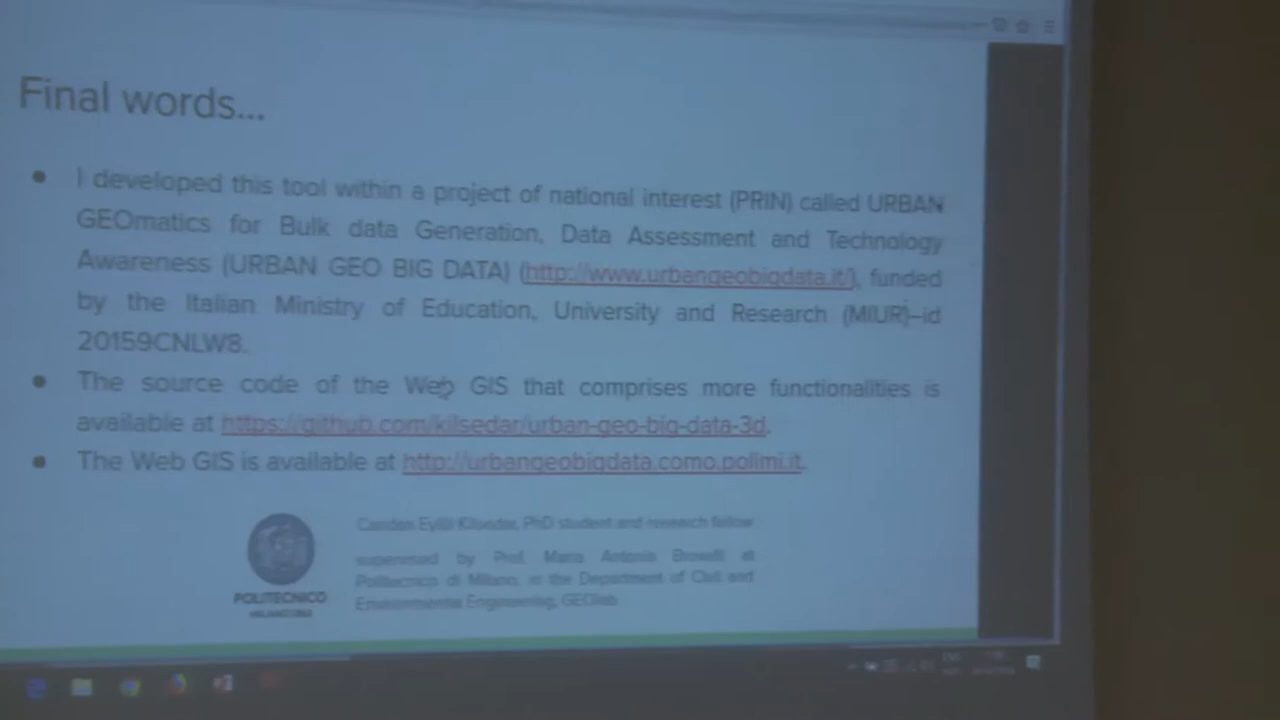 Final words...
I developed this tool within a project of national interest (PRIN) called URBAN
GEOmatics for Bulk data Generation, Data Assessment and Technology
Awareness (URBAN GEO BIG DATA) (http://www.urbangeobigdata.it/), funded
by the Italian Ministry of Education, University and Research (MIUR)–id
20159CNLW8.
The source code of the Web GIS that comprises more functionalities is
available at https://github.com/kilsedar/urban-geo-big-data-3d.
The Web GIS is available at http://urbangeobigdata.como.polimi.it.
Candan Eylül Kilsedar, PhD student and research fellow
supervised by Prof. Maria Antonia Brovelli at
Politecnico di Milano, in the Department of Civil and
Environmental Engineering, GEOlab
POLITECNICO
MILANO 1863